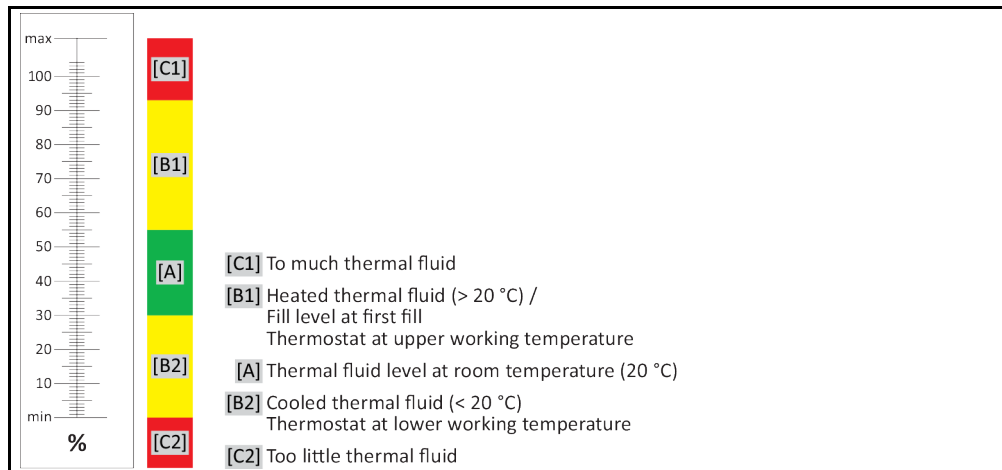 max
100
90
80
70
60
50
40
30
20
10
min
%
[C1]
[B1]
[A]
[B2]
[C2]
[C1] To much thermal fluid
[B1] Heated thermal fluid (> 20 °C) /
Fill level at first fill
Thermostat at upper working temperature
[A] Thermal fluid level at room temperature (20 °C)
[B2] Cooled thermal fluid (< 20 °C)
Thermostat at lower working temperature
[C2] Too little thermal fluid